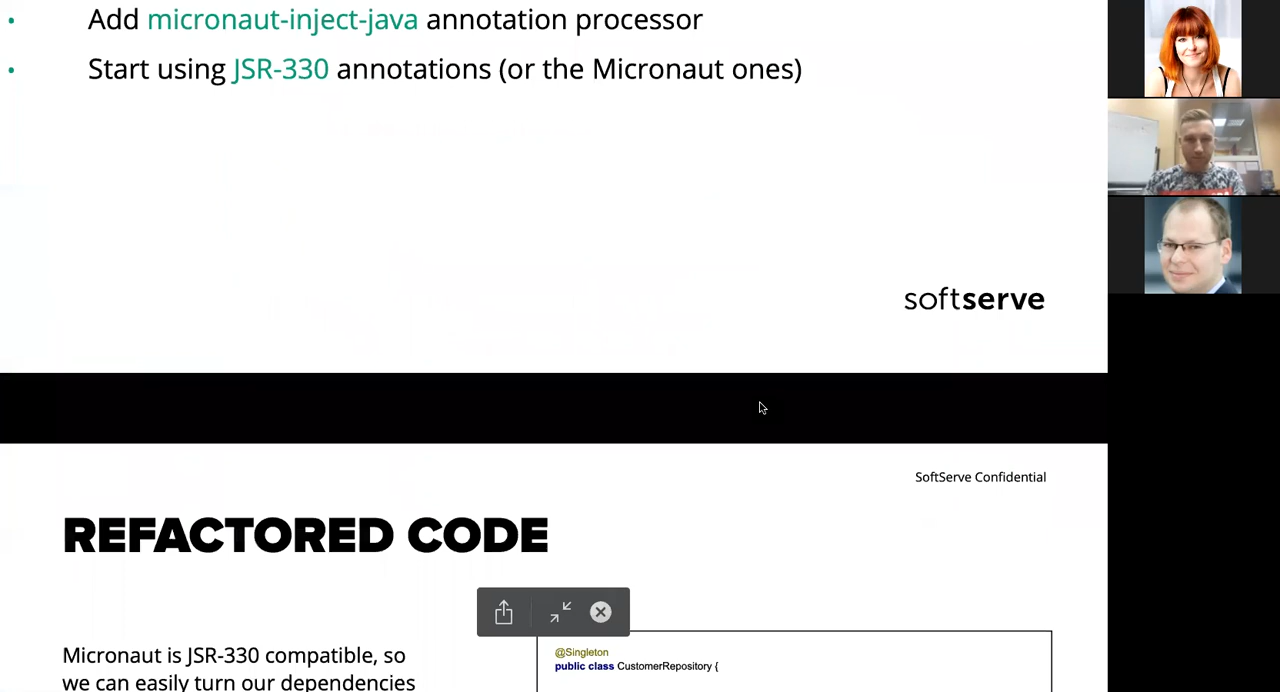 Add micronaut-inject-java annotation processor
Start using JSR-330 annotations (or the Micronaut ones)
softserve
SoftServe Confidential
REFACTORED CODE
Micronaut is JSR-330 compatible, so
we can easily turn our dependencies
@Singleton
public class CustomerRepository {